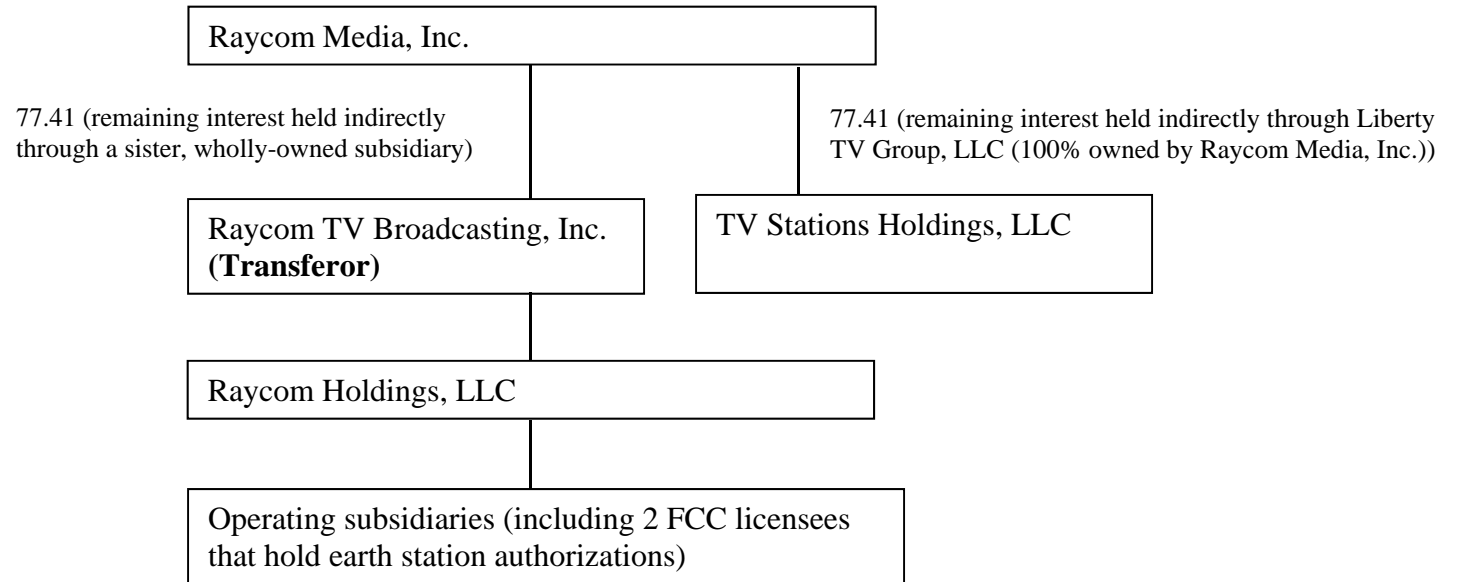 Raycom Media, Inc.
77.41 (remaining interest held indirectly
through a sister, wholly-owned subsidiary)
77.41 (remaining interest held indirectly through Liberty
TV Group, LLC (100% owned by Raycom Media, Inc.))
Raycom TV Broadcasting, Inc.
(Transferor)
TV Stations Holdings, LLC
Raycom Holdings, LLC
Operating subsidiaries (including 2 FCC licensees
that hold earth station authorizations)